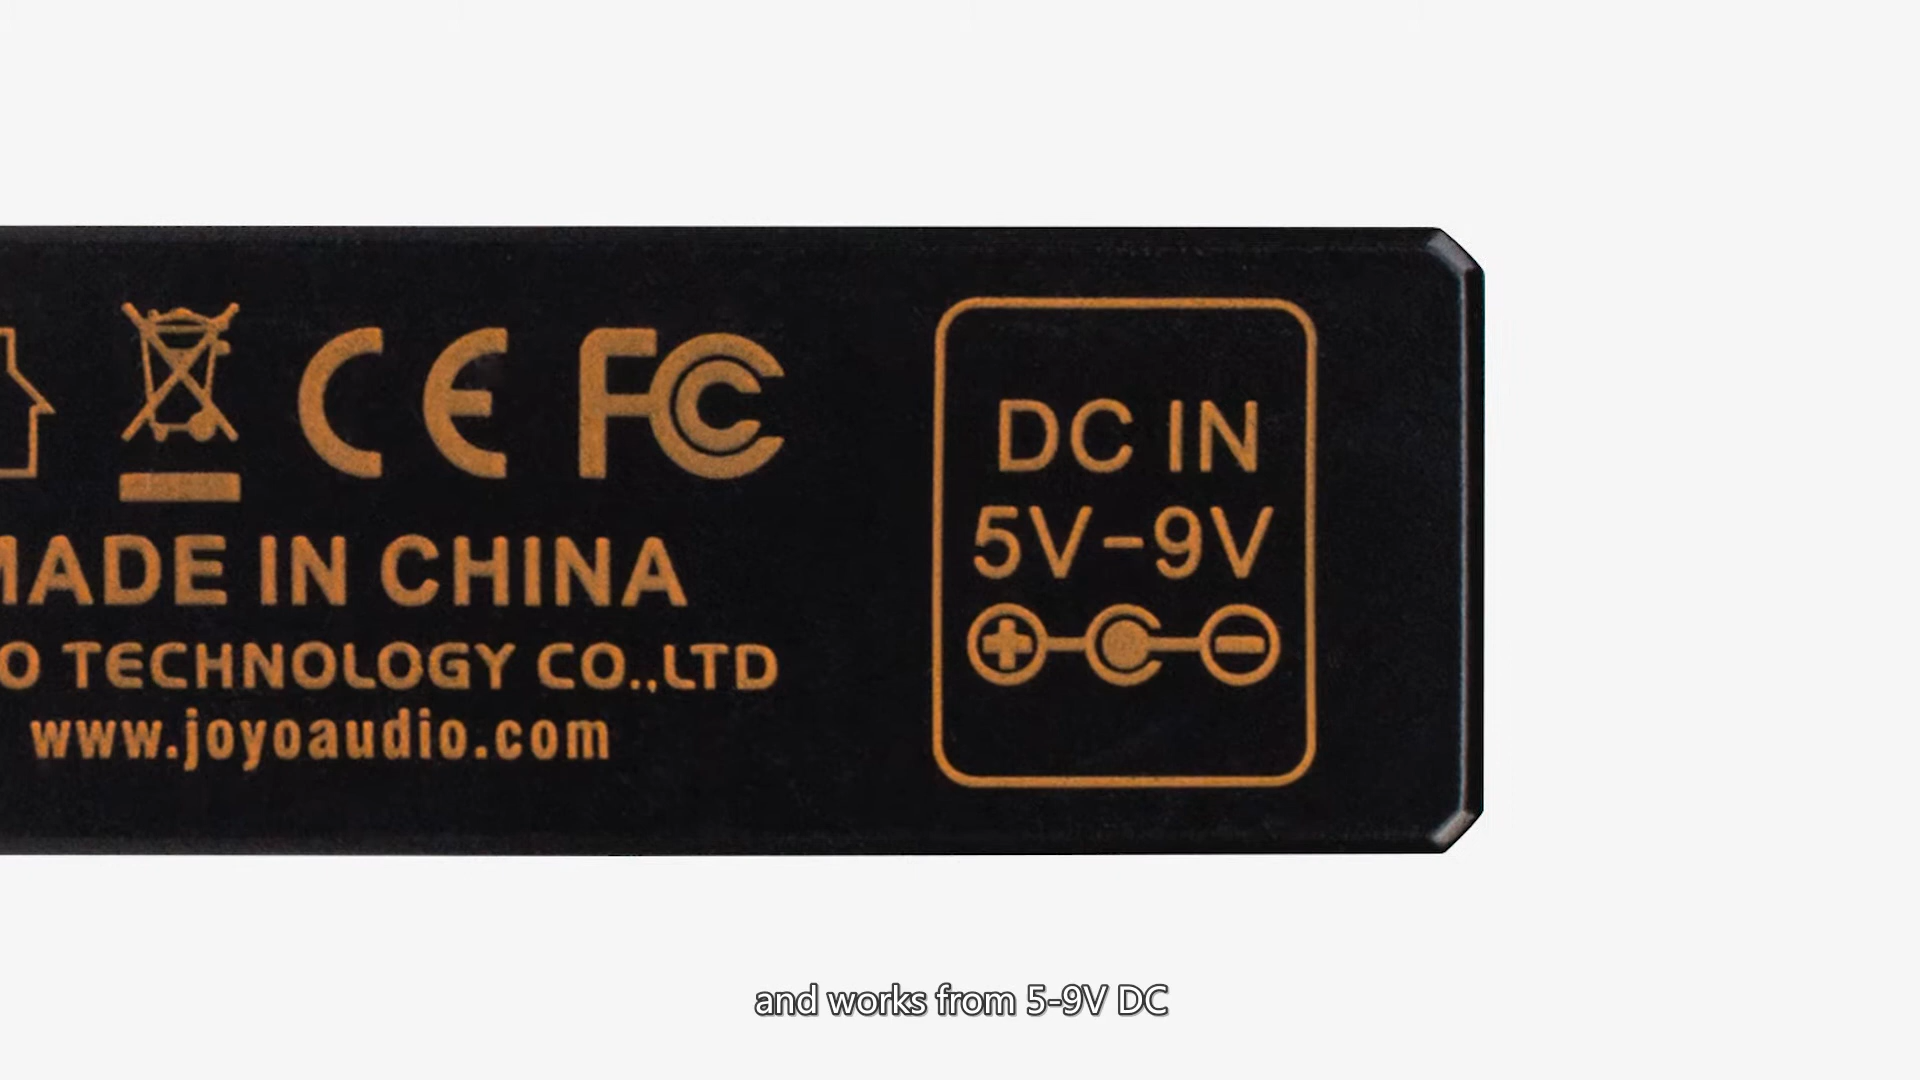 CE FC
MADE IN CHINA
O TECHNOLOGY CO.,LTD
www.joyoaudio.com
DC IN
5V-9V
and works from 5-9V DC